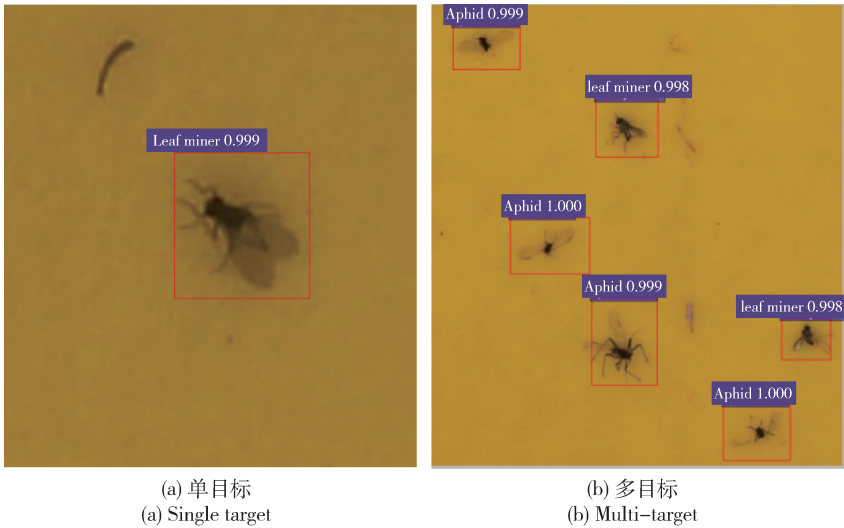 Leaf miner 0.999
Aphid 0.999
leaf miner 0.998
Aphid 1.000
Aphid 0.999
leaf miner 0.998
Aphid 1.000
(a) 单目标
(a) Single target
(b) 多目标
(b) Multi-target